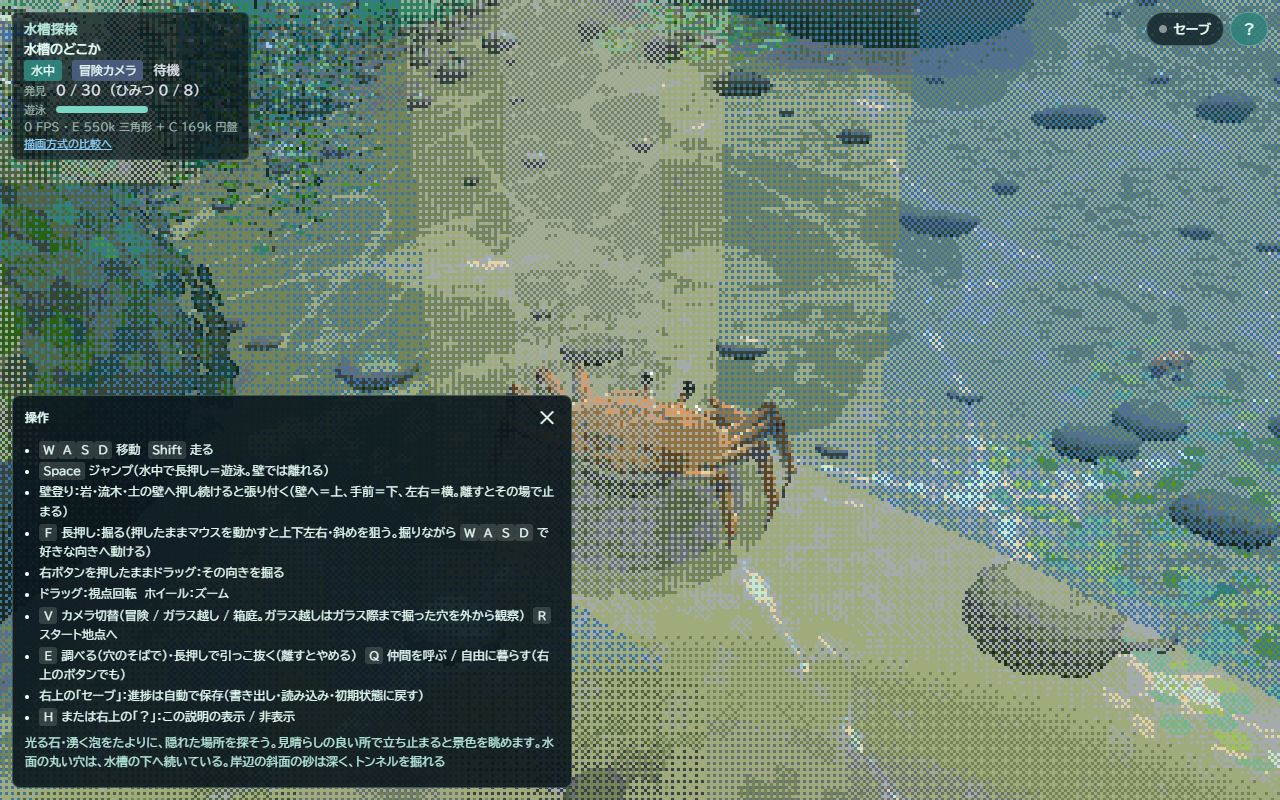 水槽探検
水槽のどこか
水中 冒険カメラ 待機
発見 0 / 30（ひみつ 0 / 8）
遊泳
0 FPS・E 550k 三角形 + C 169k 円盤
描画方式の比較へ
セーブ ?
操作 ×
• W A S D 移動 Shift 走る
• Space ジャンプ(水中で長押し＝遊泳。壁では離れる)
• 壁登り：岩・流木・土の壁へ押し続けると張り付く(壁へ＝上、手前＝下、左右＝横。離すとその場で止
まる)
• F 長押し：掘る(押したままマウスを動かすと上下左右・斜めを狙う。掘りながら W A S D で
好きな向きへ動ける)
• 右ボタンを押したままドラッグ：その向きを掘る
• ドラッグ：視点回転 ホイール：ズーム
• V カメラ切替(冒険 / ガラス越し / 箱庭。ガラス越しはガラス際まで掘った穴を外から観察) R
スタート地点へ
• E 調べる(穴のそばで)・長押しで引っこ抜く(離すとやめる) Q 仲間を呼ぶ / 自由に暮らす(右
上のボタンでも)
• 右上の「セーブ」：進捗は自動で保存(書き出し・読み込み・初期状態に戻す)
• H または右上の「？」：この説明の表示 / 非表示
光る石・湧く泡をたよりに、隠れた場所を探そう。見晴らしの良い所で立ち止まると景色を眺めます。水
面の丸い穴は、水槽の下へ続いている。岸辺の斜面の砂は深く、トンネルを掘れる